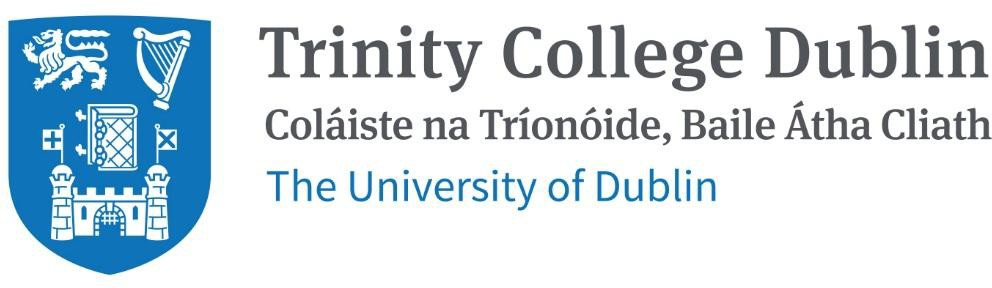 Trinity College Dublin
Coláiste na Tríonóide, Baile Átha Cliath
The University of Dublin